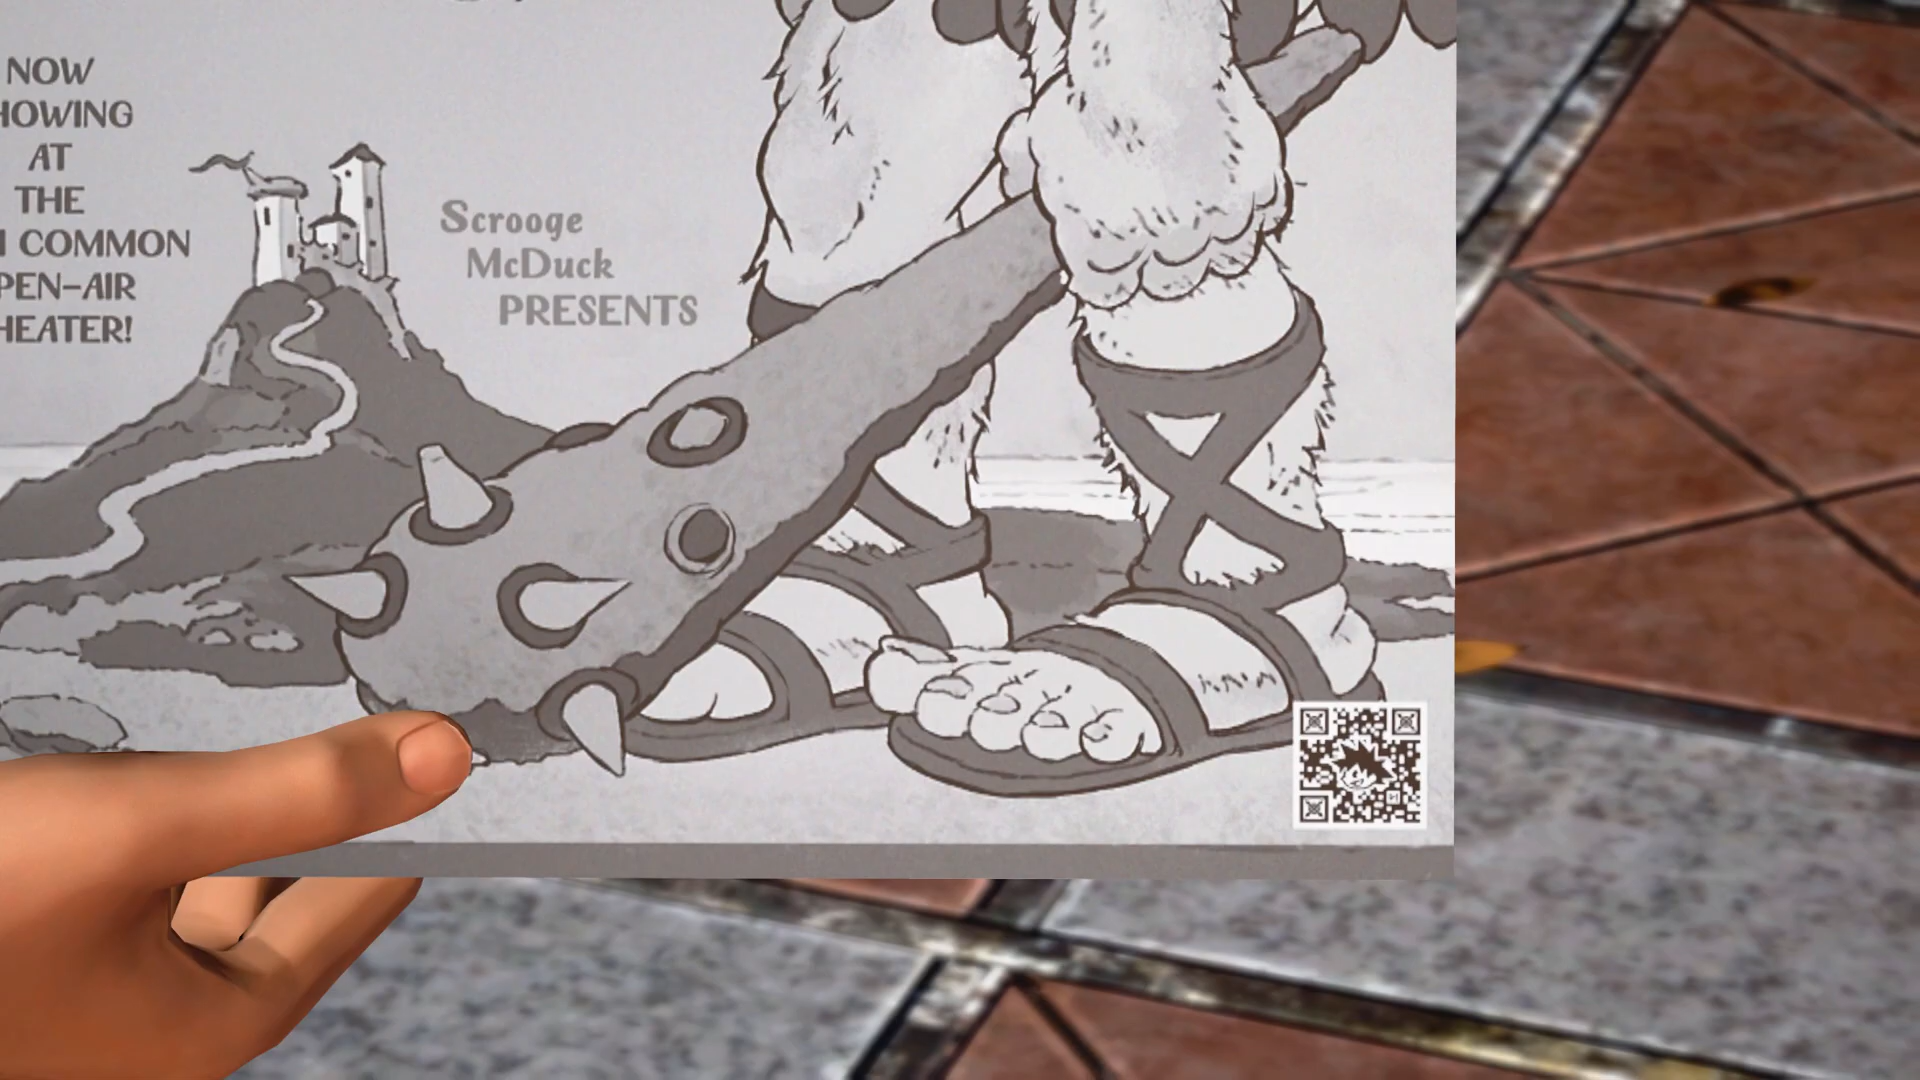 NOW
HOWING
AT
THE
COMMON
PEN-AIR
HEATER!
Scrooge
McDuck
PRESENTS